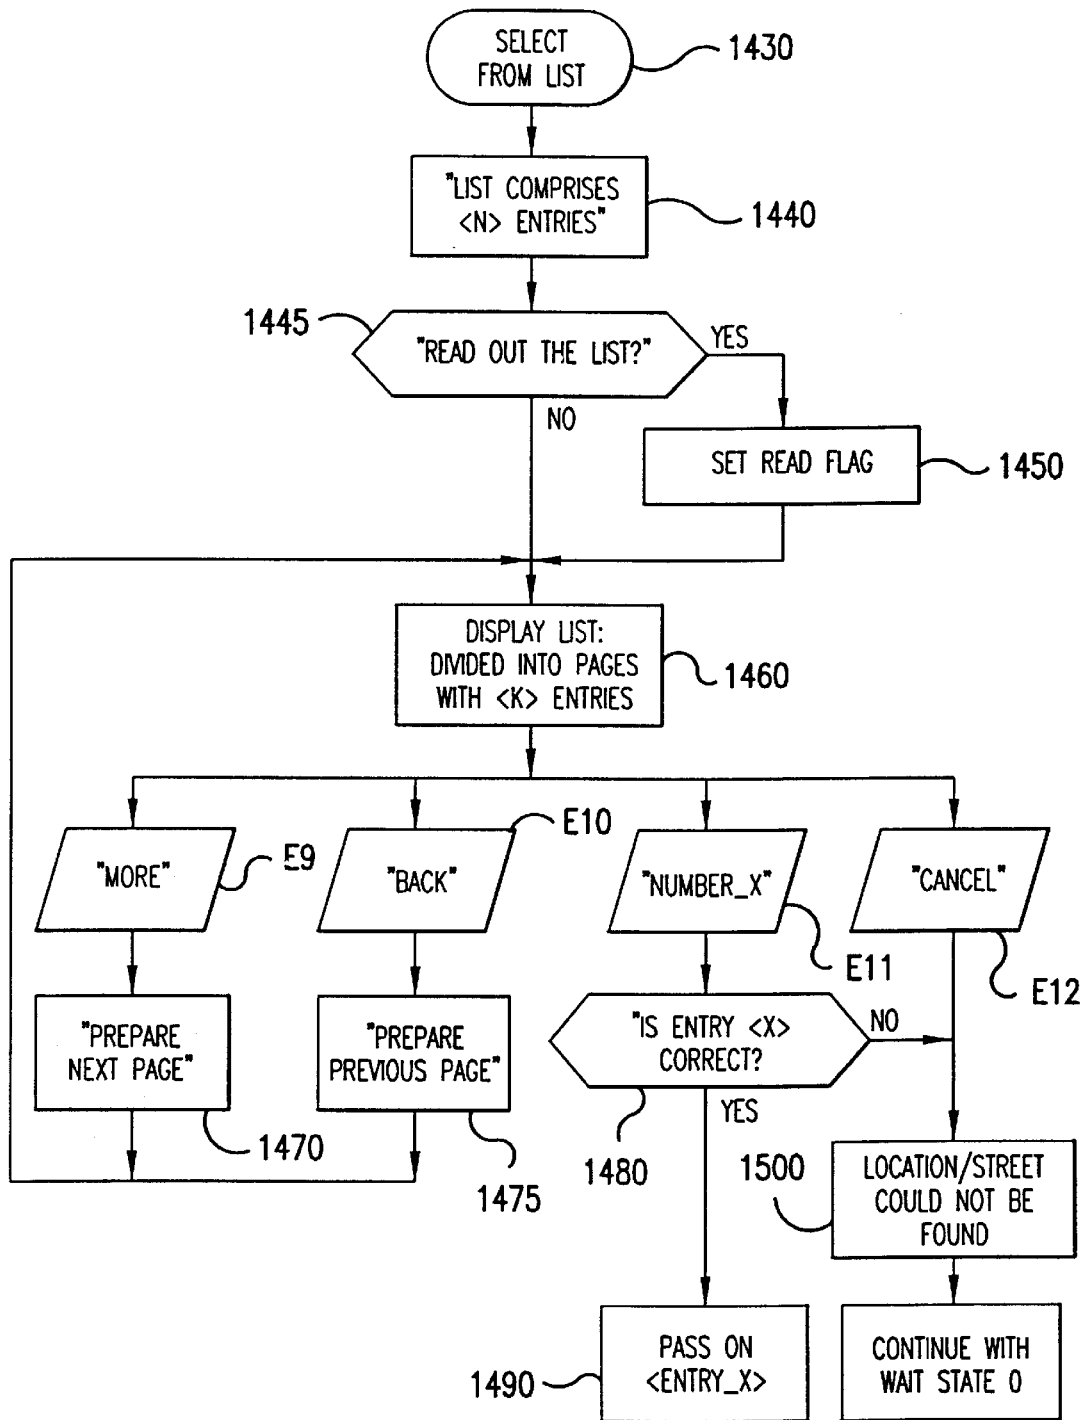 SELECT
FROM LIST
1430
"LIST COMPRISES
<N> ENTRIES"
1440
1445
"READ OUT THE LIST?"
YES
NO
SET READ FLAG
1450
DISPLAY LIST:
DIVIDED INTO PAGES
WITH <K> ENTRIES
1460
"MORE"
E9
"BACK"
E10
"NUMBER_X"
E11
"CANCEL"
E12
"PREPARE
NEXT PAGE"
1470
"PREPARE
PREVIOUS PAGE"
1475
"IS ENTRY <X>
CORRECT?
NO
YES
1480
1500
LOCATION/STREET
COULD NOT BE
FOUND
1490
PASS ON
<ENTRY_X>
CONTINUE WITH
WAIT STATE 0